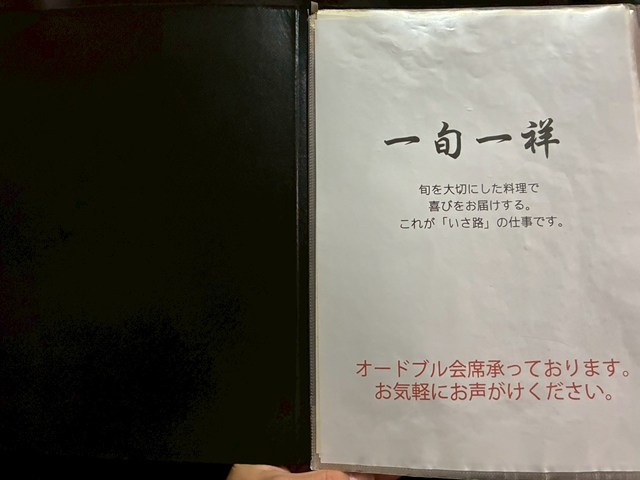 一旬一祥
旬を大切にした料理で
喜びをお届けする。
これが「いさ路」の仕事です。
オードブル会席承っております。
お気軽にお声がけください。